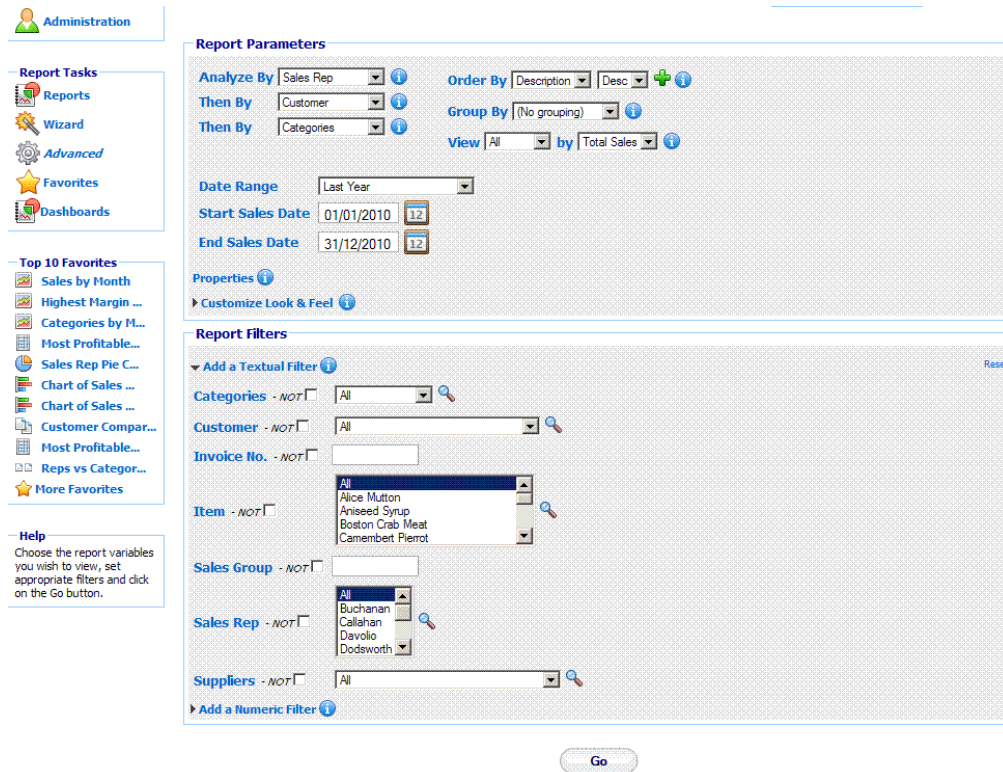 Administration
Report Tasks
Reports
Wizard
Advanced
Favorites
Dashboards
Top 10 Favorites
Sales by Month
Highest Margin ...
Categories by M...
Most Profitable...
Sales Rep Pie C...
Chart of Sales ...
Chart of Sales ...
Customer Compar...
Most Profitable...
Reps vs Categor...
More Favorites
Help
Choose the report variables
you wish to view, set
appropriate filters and click
on the Go button.
Report Parameters
Analyze By Sales Rep
Then By Customer
Then By Categories
Order By Description Desc
Group By (No grouping)
View All by Total Sales
Date Range Last Year
Start Sales Date 01/01/2010 12
End Sales Date 31/12/2010 12
Properties
Customize Look & Feel
Report Filters
Add a Textual Filter
Rese
Categories - NOT All
Customer - NOT All
Invoice No. - NOT
Item - NOT
All
Alice Mutton
Aniseed Syrup
Boston Crab Meat
Camembert Pierrot
Sales Group - NOT
Sales Rep - NOT
All
Buchanan
Callahan
Davolio
Dodsworth
Suppliers - NOT All
Add a Numeric Filter
Go